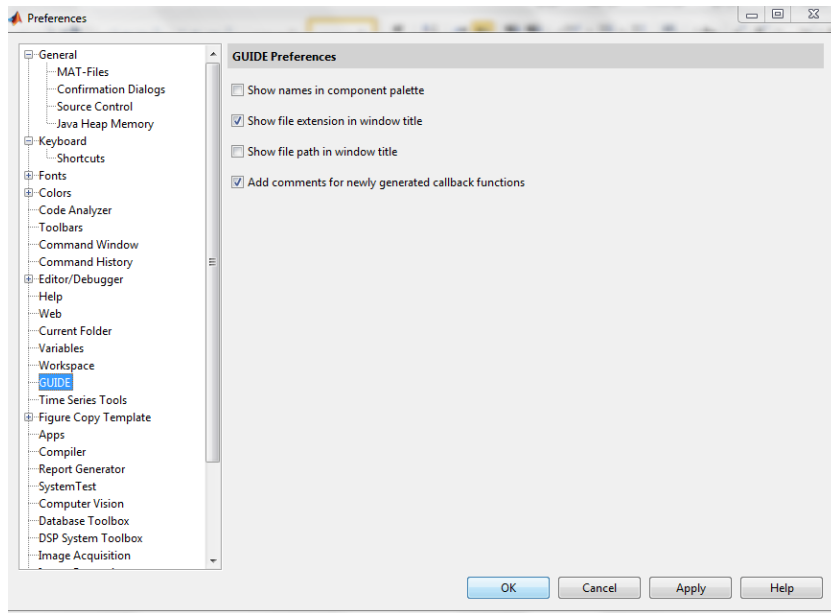 Preferences
General
MAT-Files
Confirmation Dialogs
Source Control
Java Heap Memory
Keyboard
Shortcuts
Fonts
Colors
Code Analyzer
Toolbars
Command Window
Command History
Editor/Debugger
Help
Web
Current Folder
Variables
Workspace
GUIDE
Time Series Tools
Figure Copy Template
Apps
Compiler
Report Generator
SystemTest
Computer Vision
Database Toolbox
DSP System Toolbox
Image Acquisition
GUIDE Preferences
Show names in component palette
Show file extension in window title
Show file path in window title
Add comments for newly generated callback functions
OK Cancel Apply Help